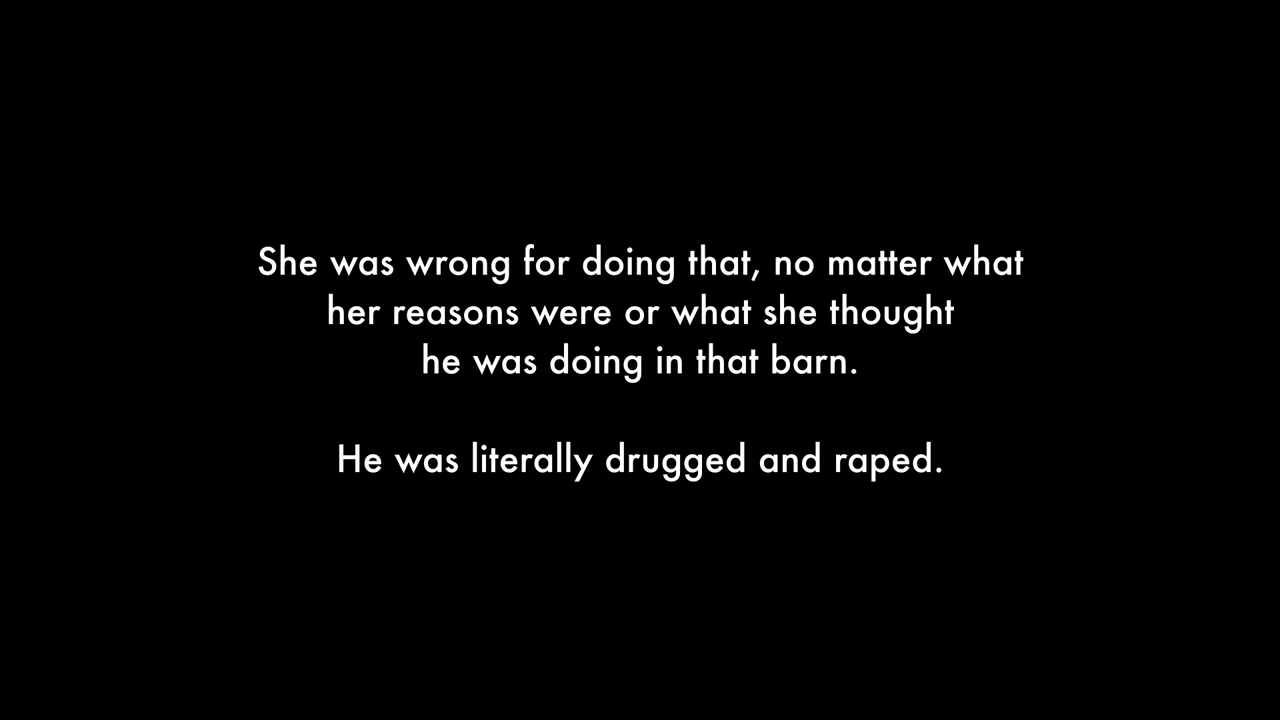 She was wrong for doing that, no matter what
her reasons were or what she thought
he was doing in that barn.
He was literally drugged and raped.